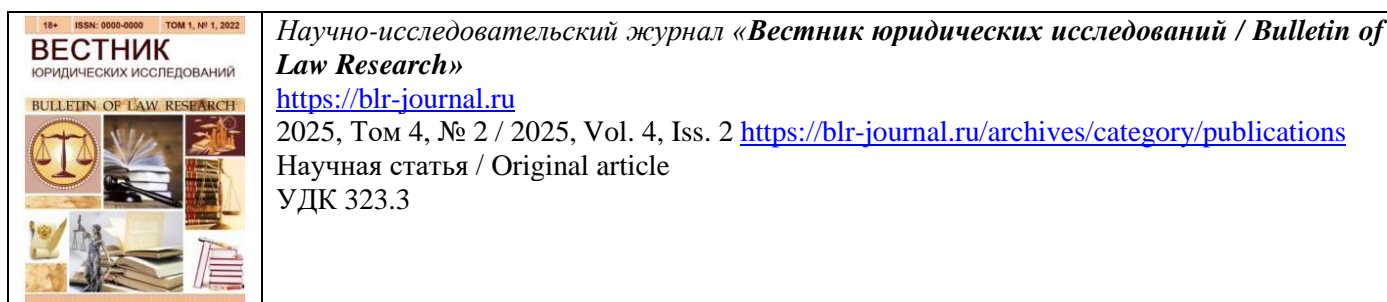 18+ ISSN: 0000-0000 ТОМ 1, № 1, 2022
ВЕСТНИК
ЮРИДИЧЕСКИХ ИССЛЕДОВАНИЙ
BULLETIN OF LAW RESEARCH
Научно-исследовательский журнал «Вестник юридических исследований / Bulletin of
Law Research»
https://blr-journal.ru
2025, Том 4, № 2 / 2025, Vol. 4, Iss. 2 https://blr-journal.ru/archives/category/publications
Научная статья / Original article
УДК 323.3